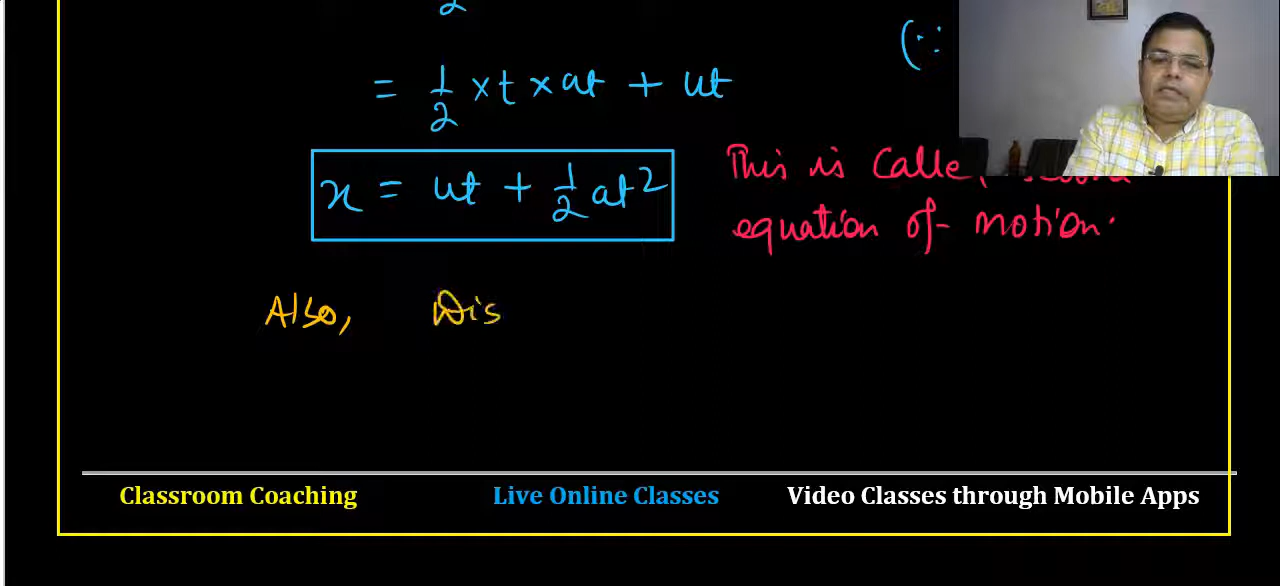 2
(∵
= 1/2 × t × at + ut
x = ut + 1/2 at²
This is Calle
equation of motion.
Also, Dis
Classroom Coaching Live Online Classes Video Classes through Mobile Apps